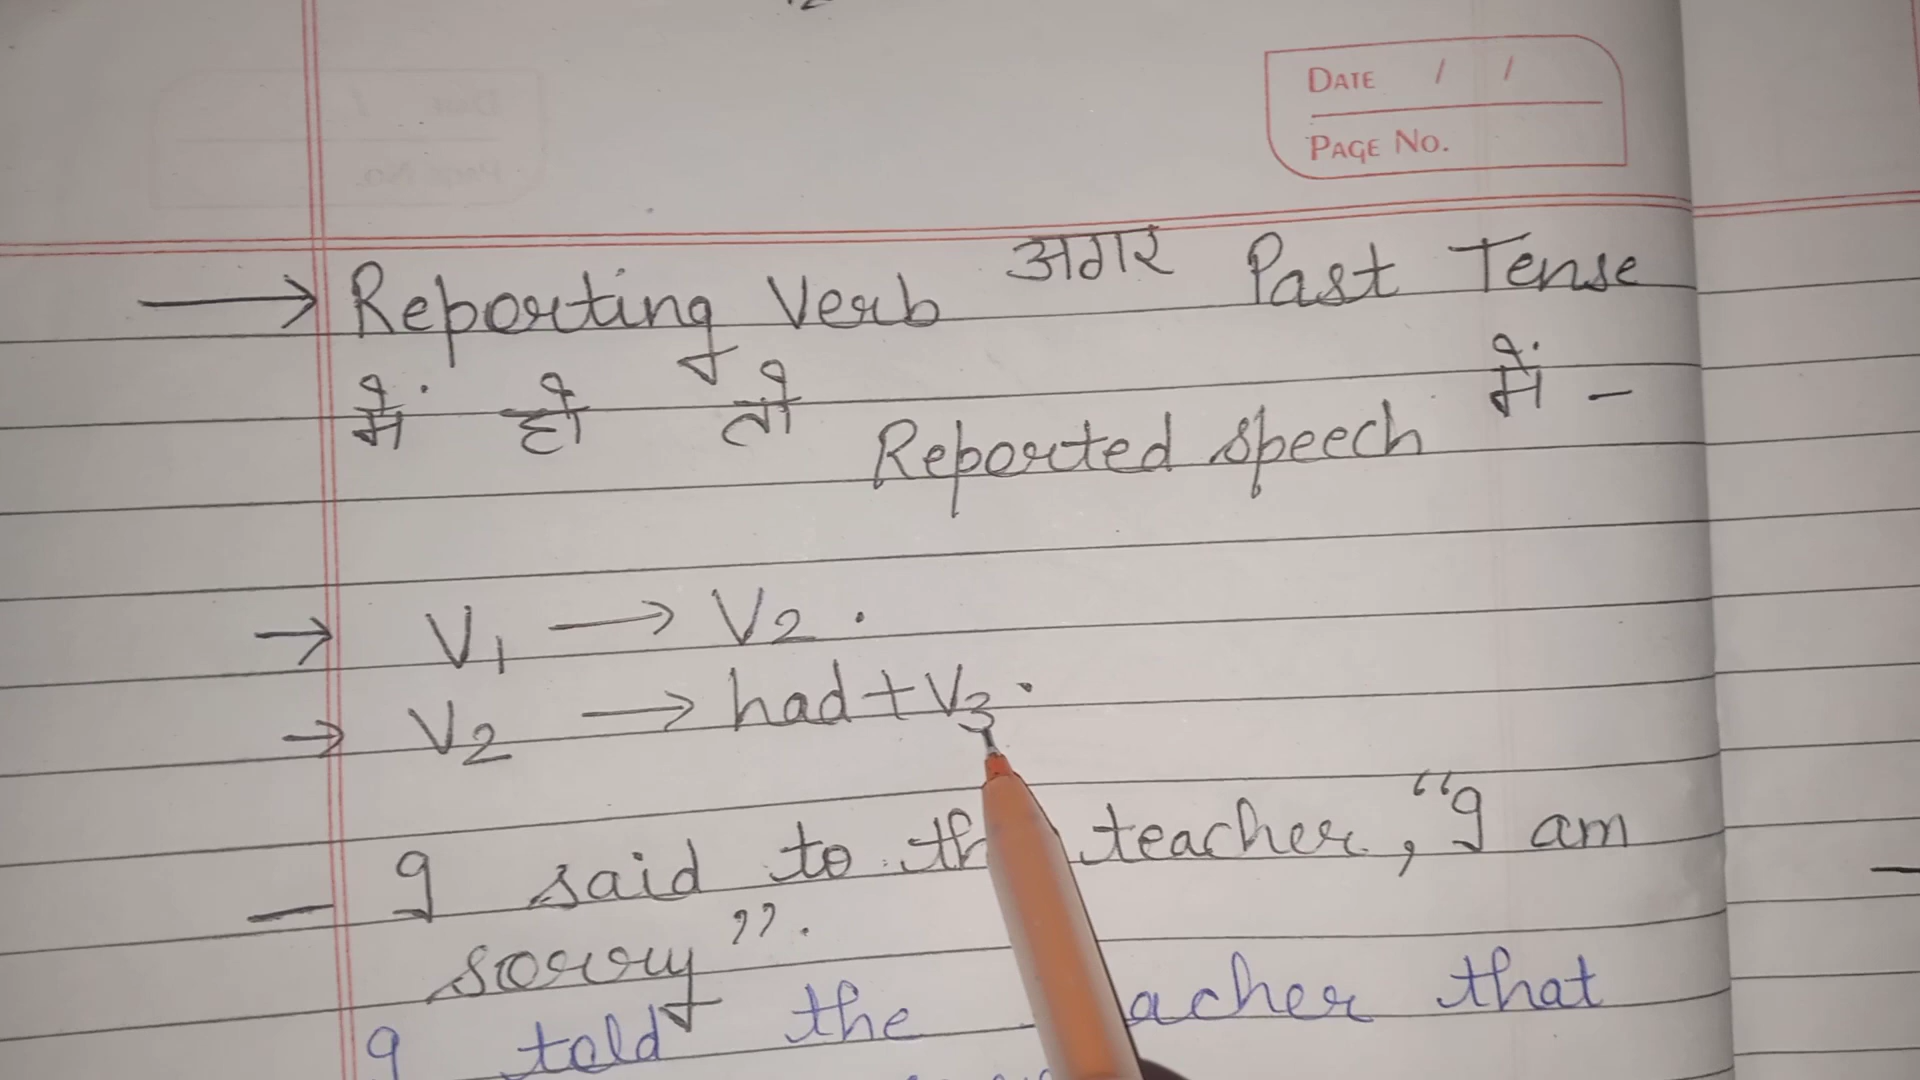 DATE / /
PAGE No.
→ Reporting Verb अगर Past Tense
में हो तो Reported speech में -
→ V1 → V2.
→ V2 → had + V3.
- I said to the teacher, "I am
sorry".
I told the teacher that